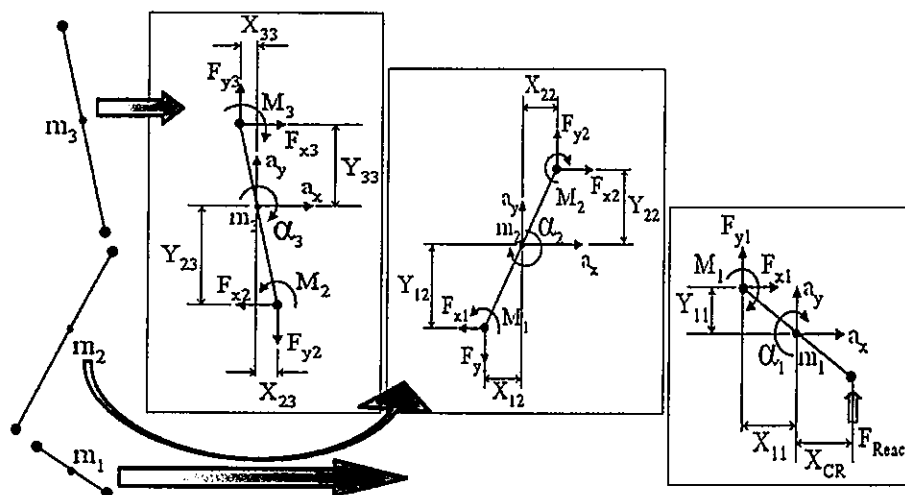 m3
m2
m1
X33
Fy3
M3
Fx3
Y33
ay
ax
m3
α3
Y23
Fx2
M2
Fy2
X23
X22
Fy2
Fx2
M2
Y22
ay
m2
α2
ax
Y12
Fx1
M1
Fy
X12
Fy1
M1
Fx1
Y11
ay
ax
α1
m1
X11
XCR
FReac